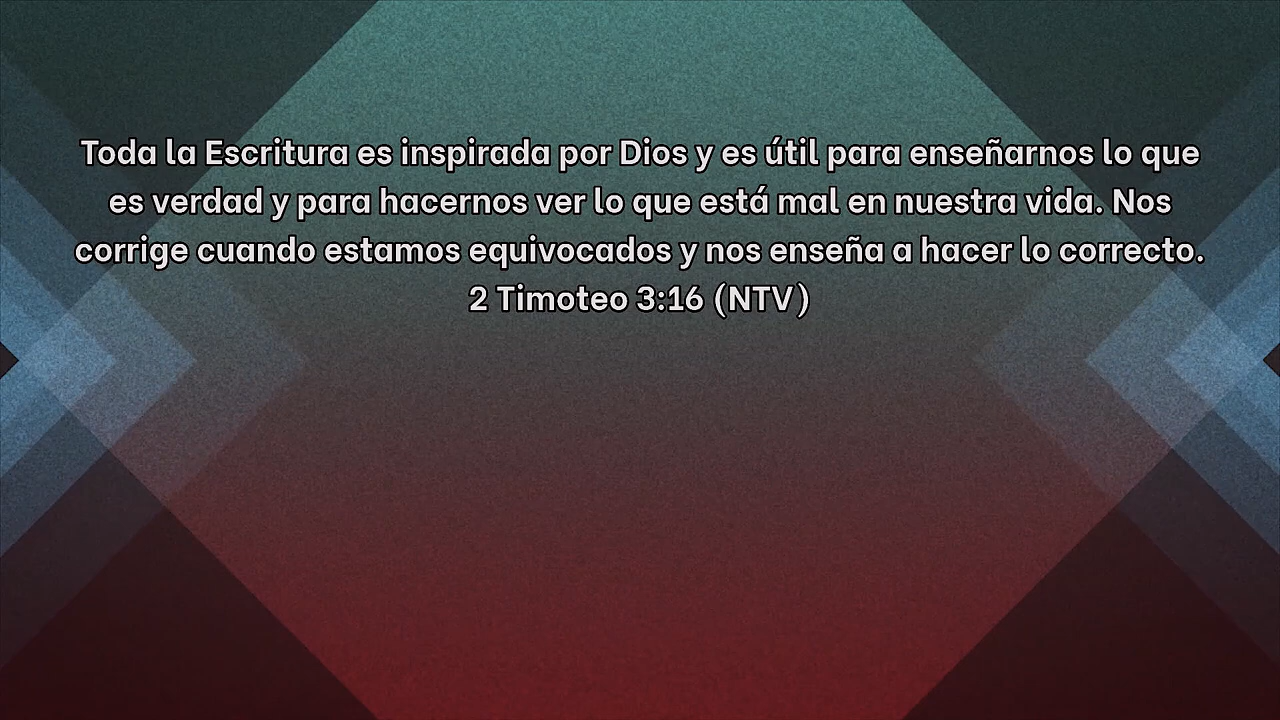 Toda la Escritura es inspirada por Dios y es útil para enseñarnos lo que
es verdad y para hacernos ver lo que está mal en nuestra vida. Nos
corrige cuando estamos equivocados y nos enseña a hacer lo correcto.
2 Timoteo 3:16 (NTV)